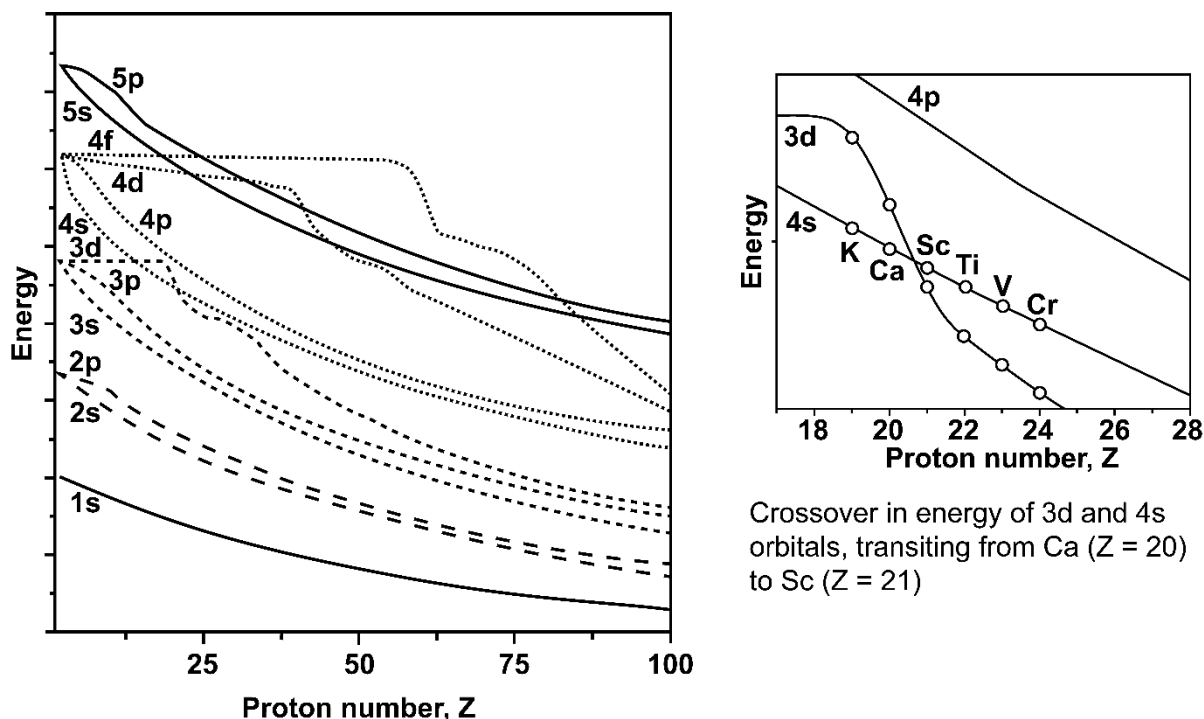 5p
5s
4f
4d
4p
4s
3d
3p
3s
2p
2s
1s
Energy
25
50
75
100
Proton number, Z
4p
3d
4s
K
Ca
Sc
Ti
V
Cr
Energy
18
20
22
24
26
28
Proton number, Z
Crossover in energy of 3d and 4s
orbitals, transiting from Ca (Z = 20)
to Sc (Z = 21)